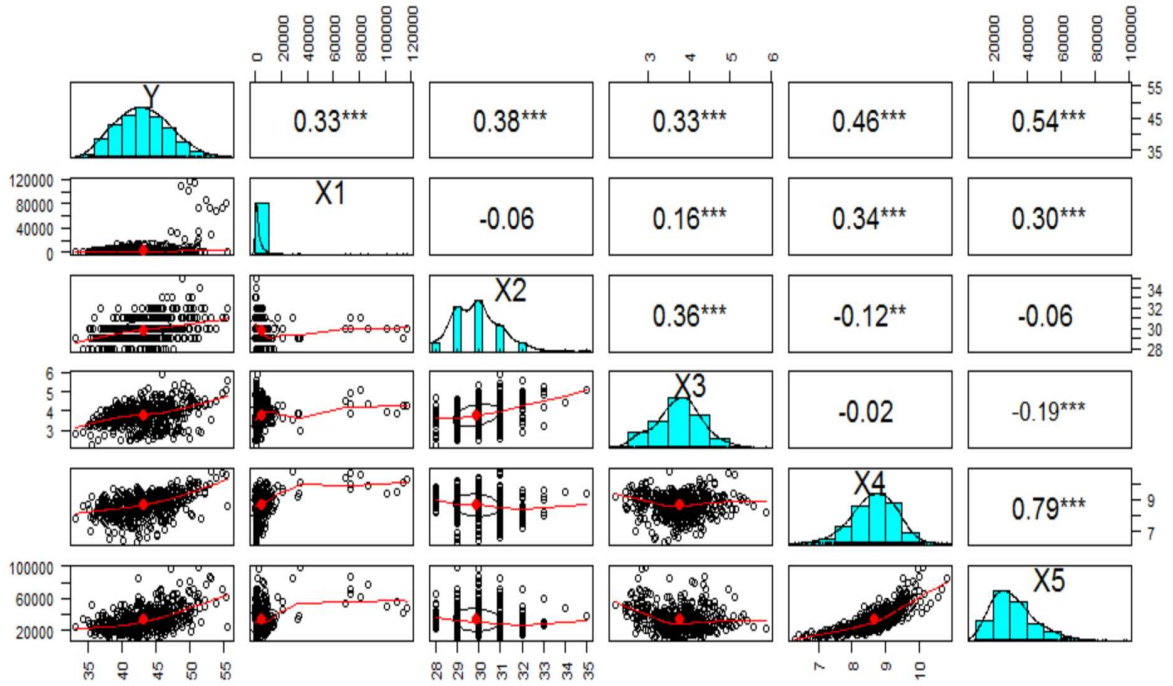 0 20000 40000 60000 80000 100000 120000
3 4 5 6
20000 40000 60000 80000 100000
Y 0.33*** 0.38*** 0.33*** 0.46*** 0.54*** 55 45 35
120000 80000 40000 0 X1 -0.06 0.16*** 0.34*** 0.30***
X2 0.36*** -0.12** -0.06 34 32 30 28
6 5 4 3 X3 -0.02 -0.19***
X4 0.79*** 9 7
100000 60000 20000 X5
35 40 45 50 55
28 29 30 31 32 33 34 35
7 8 9 10